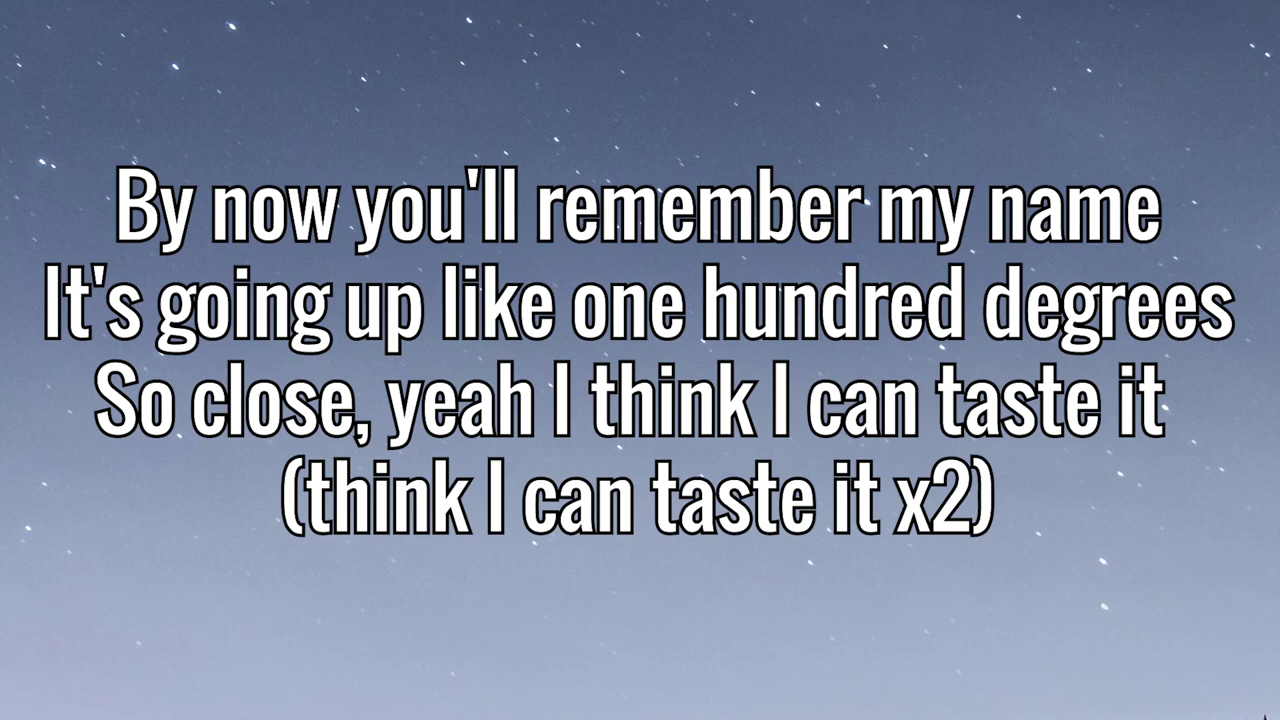 By now you'll remember my name
It's going up like one hundred degrees
So close, yeah I think I can taste it
(think I can taste it x2)